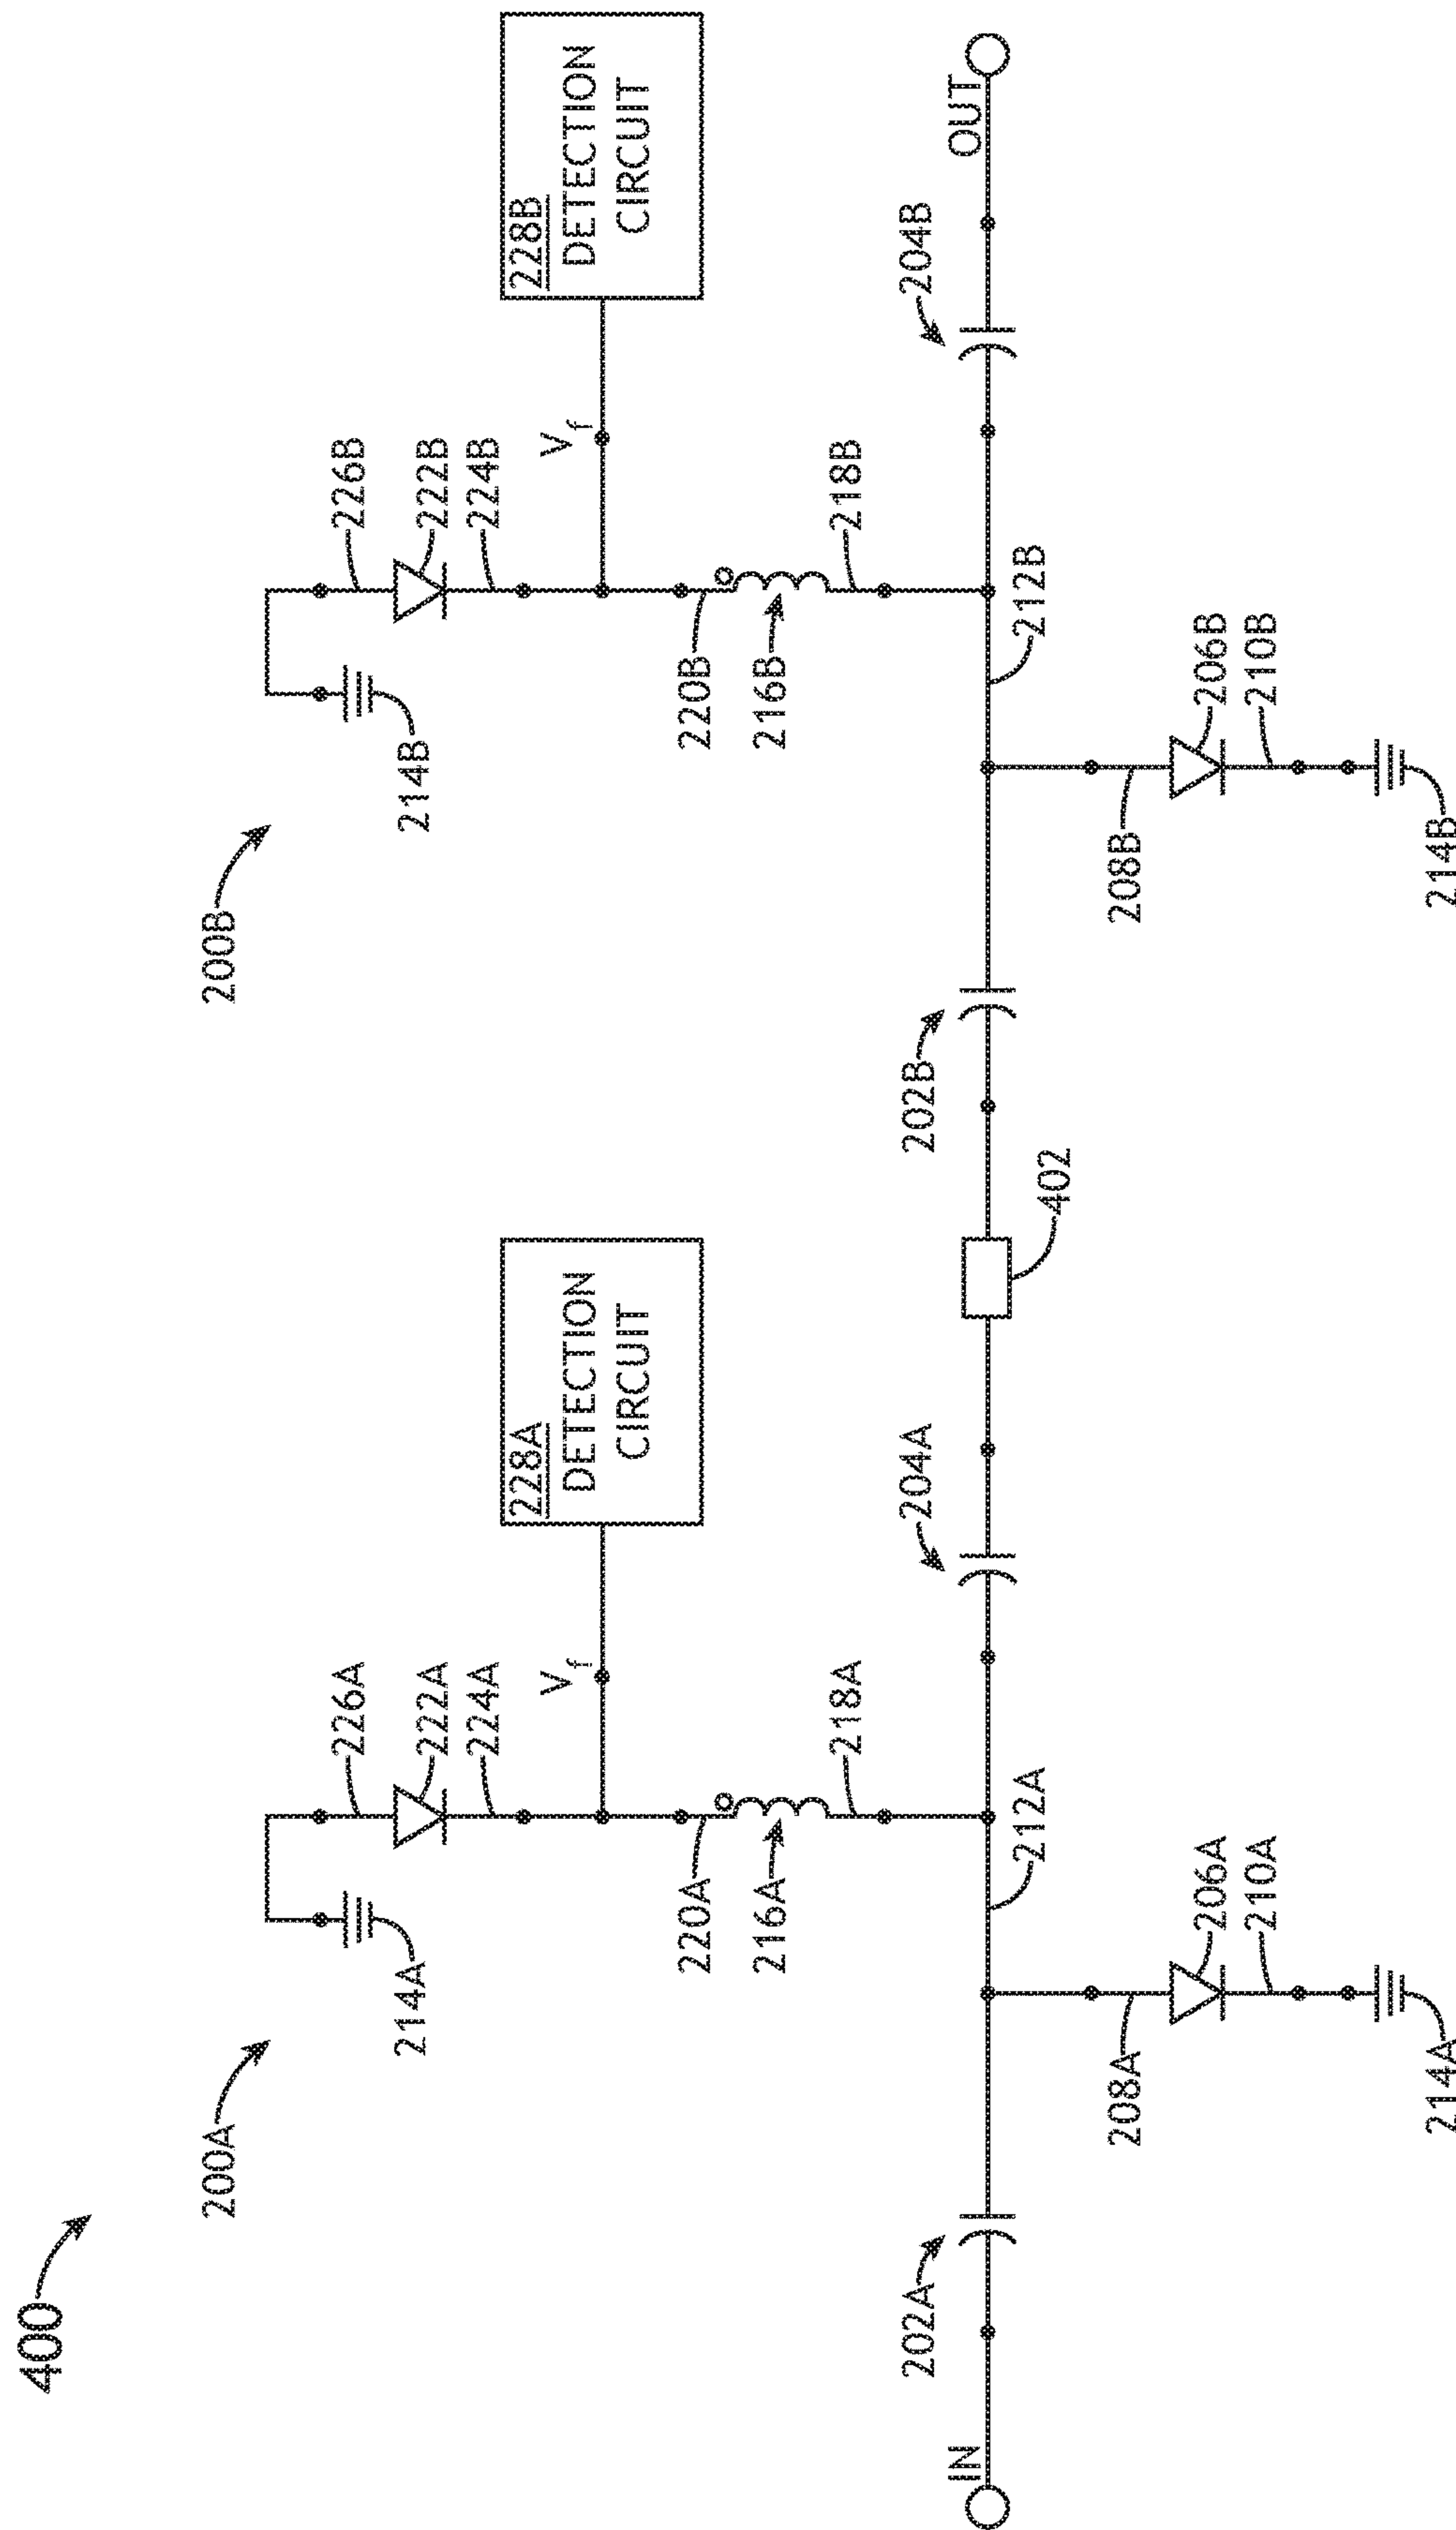 400
200A
200B
226A
222A
224A
214A
226B
222B
224B
214B
Vf
228A
DETECTION
CIRCUIT
Vf
228B
DETECTION
CIRCUIT
220A
216A
218A
220B
216B
218B
IN
202A
212A
204A
402
202B
212B
204B
OUT
208A
206A
210A
214A
208B
206B
210B
214B